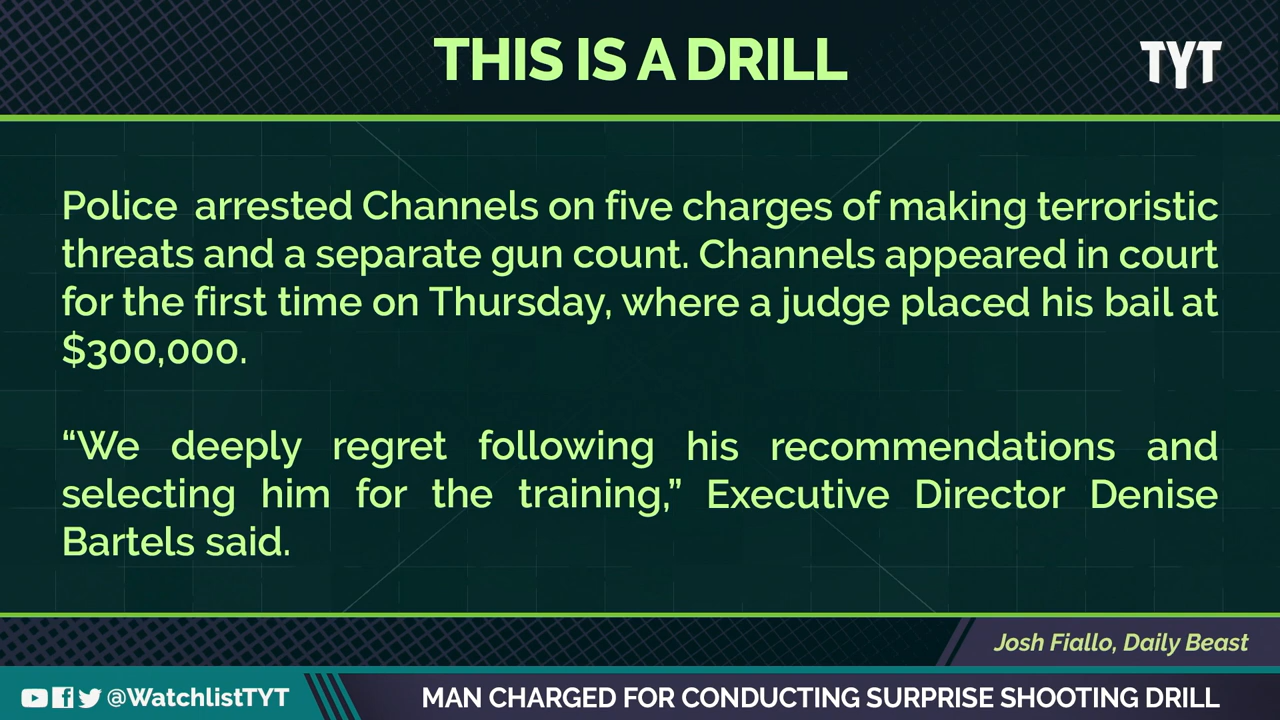 THIS IS A DRILL
TYT
Police arrested Channels on five charges of making terroristic
threats and a separate gun count. Channels appeared in court
for the first time on Thursday, where a judge placed his bail at
$300,000.
“We deeply regret following his recommendations and
selecting him for the training,” Executive Director Denise
Bartels said.
Josh Fiallo, Daily Beast
@WatchlistTYT
MAN CHARGED FOR CONDUCTING SURPRISE SHOOTING DRILL